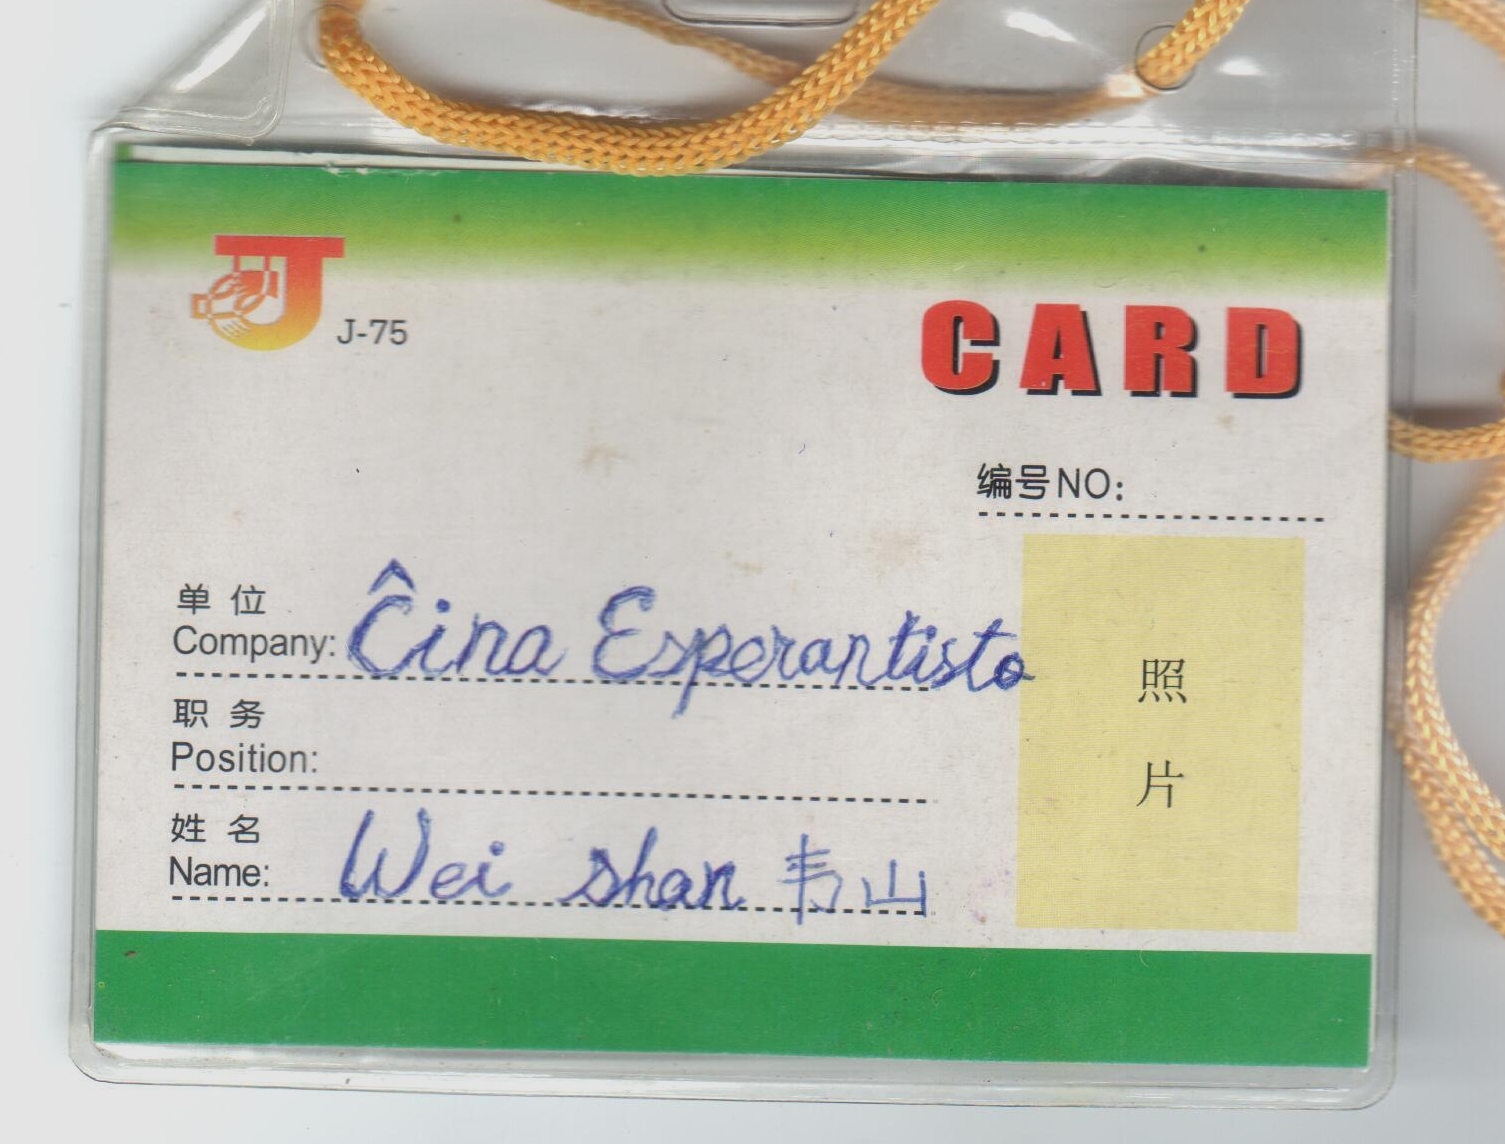 J
J-75
CARD
编号NO:
单 位
Company: Ĉina Esperantisto
职 务
Position:
姓 名
Name: Wei shan 韦山
照
片